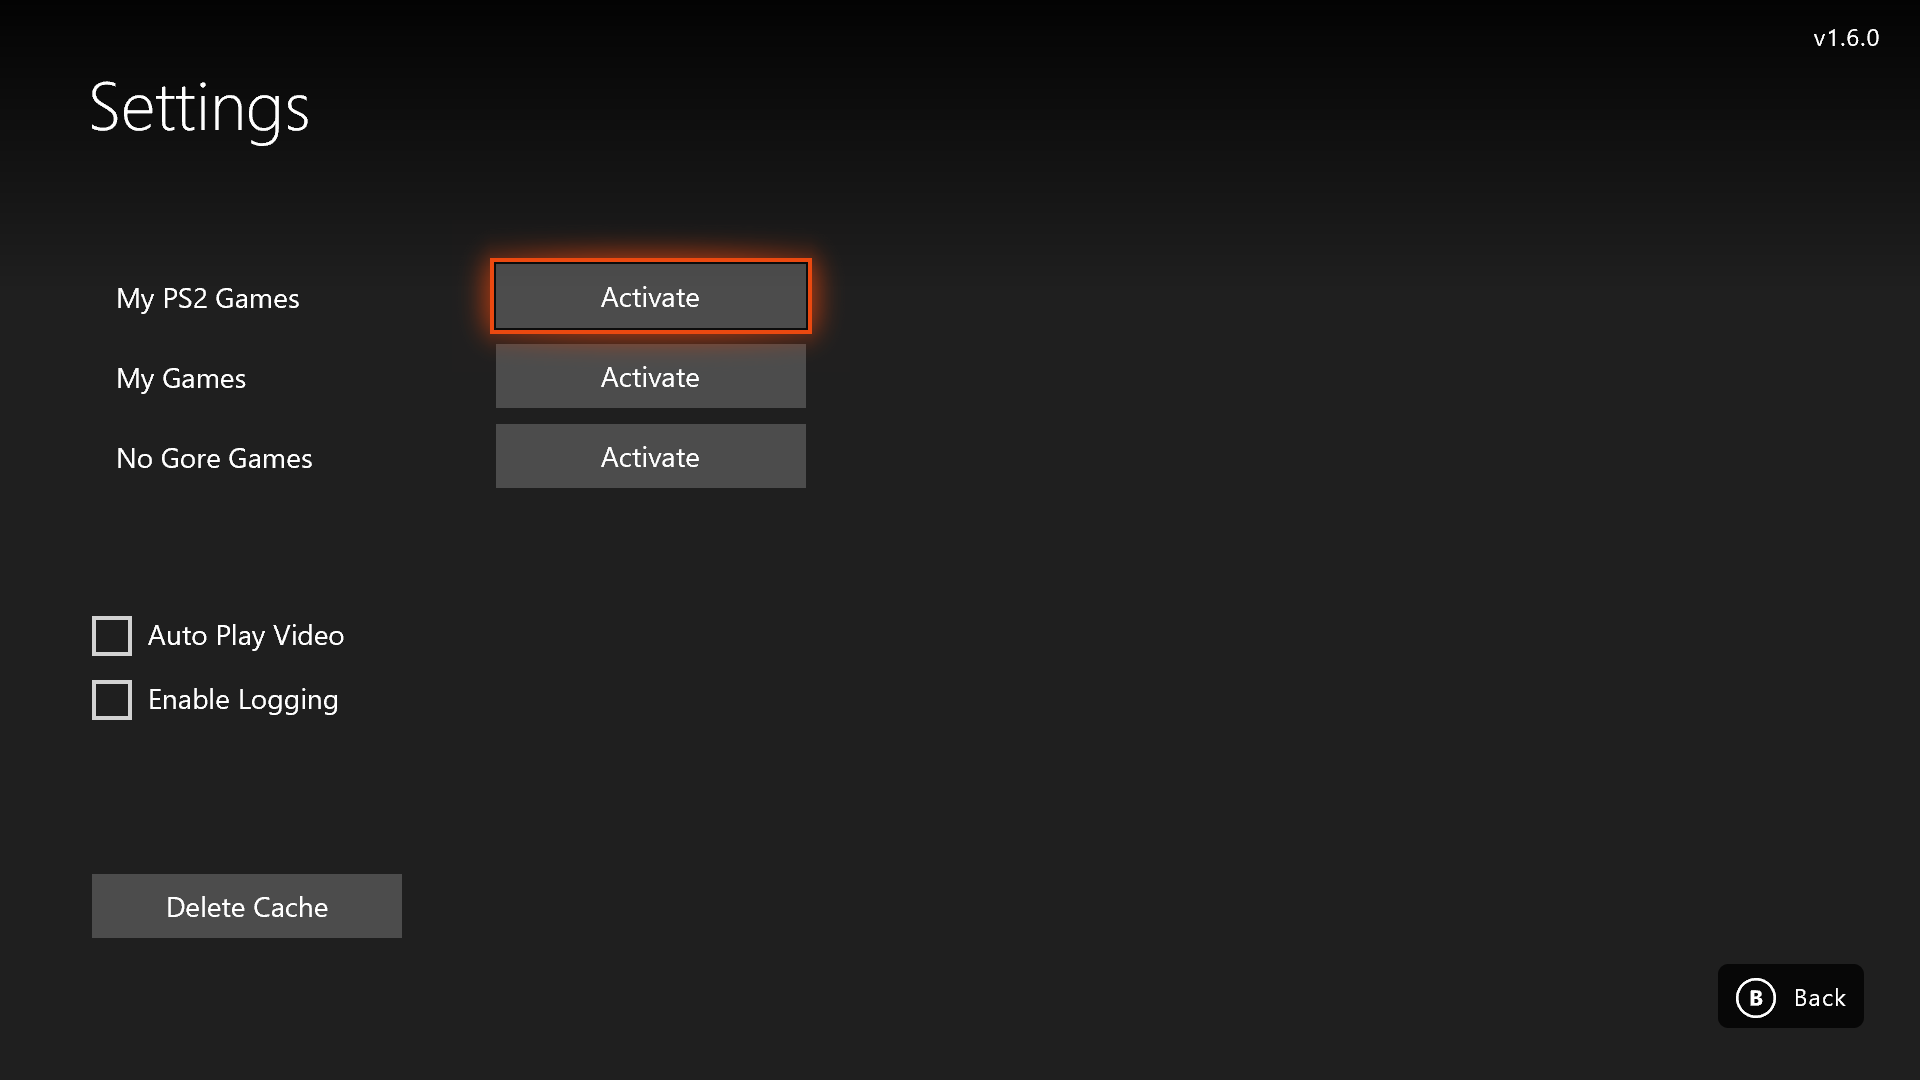 v1.6.0
Settings
My PS2 Games Activate
My Games Activate
No Gore Games Activate
Auto Play Video
Enable Logging
Delete Cache
B Back